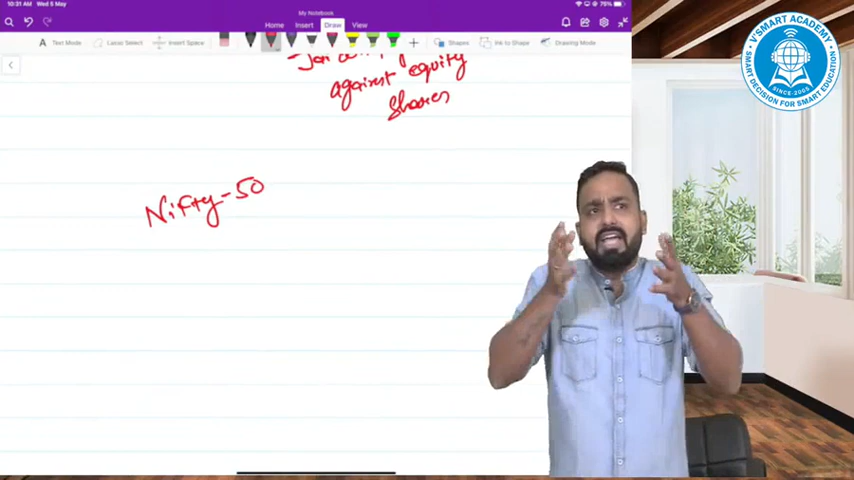 10:31 AM Wed 5 May
75%
My Notebook
Home Insert Draw View
Text Mode Lasso Select Insert Space Shapes Ink to Shape Drawing Mode
against equity
shares
Nifty-50
V'SMART ACADEMY
SINCE-2005
SMART DECISION FOR SMART EDUCATION